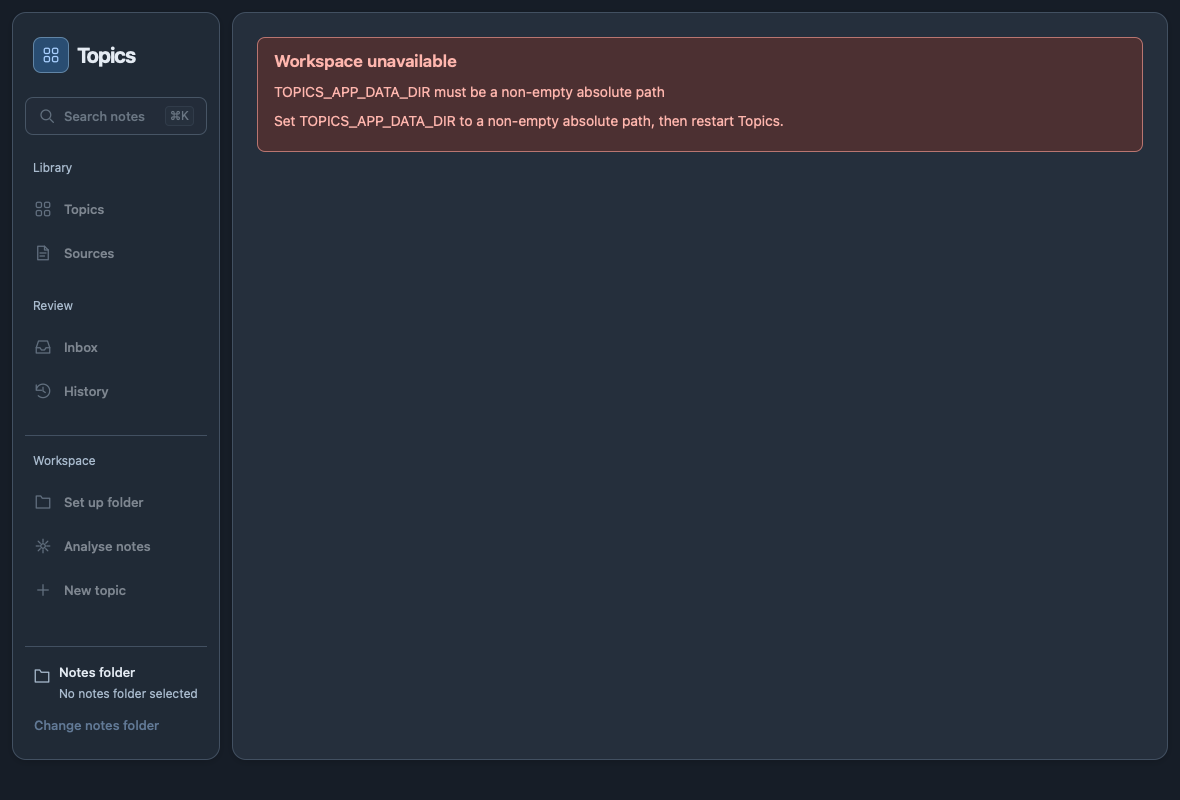 Topics
Search notes ⌘K
Library
Topics
Sources
Review
Inbox
History
Workspace
Set up folder
Analyse notes
New topic
Notes folder
No notes folder selected
Change notes folder
Workspace unavailable
TOPICS_APP_DATA_DIR must be a non-empty absolute path
Set TOPICS_APP_DATA_DIR to a non-empty absolute path, then restart Topics.